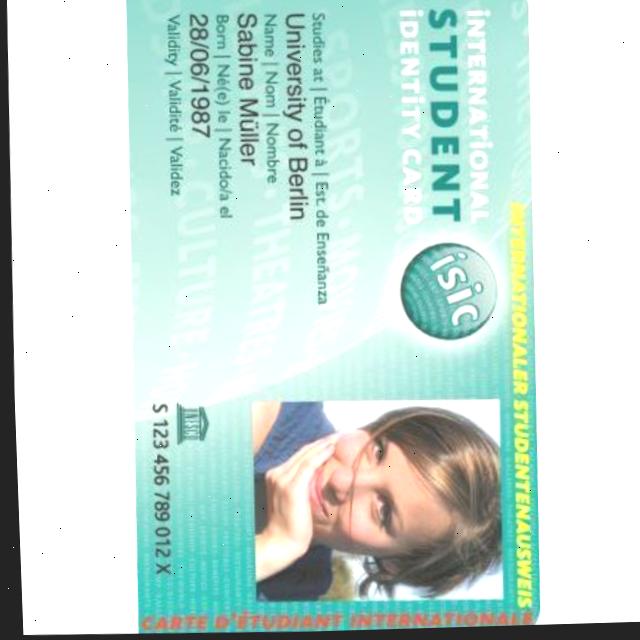 INTERNATIONAL
STUDENT
IDENTITY CARD
isic
INTERNATIONALER STUDENTENAUSWEIS
Studies at | Étudiant à | Est. de Enseñanza
University of Berlin
Name | Nom | Nombre
Sabine Müller
Born | Né(e) le | Nacido/a el
28/06/1987
Validity | Validité | Validez
UNESCO
S 123 456 789 012 X
CARTE D'ÉTUDIANT INTERNATIONALE
SPORTS
THEATRE
CULTURE